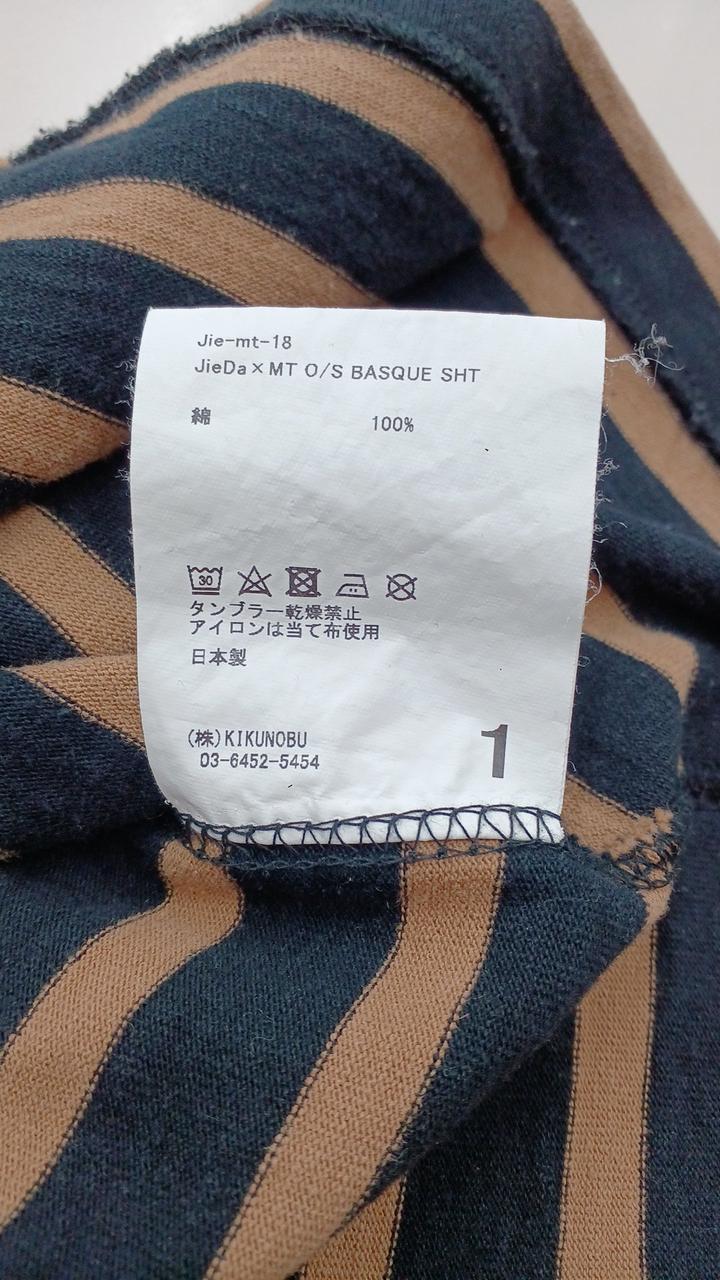 Jie-mt-18
JieDa×MT O/S BASQUE SHT
綿 100%
30
タンブラー乾燥禁止
アイロンは当て布使用
日本製
(株)KIKUNOBU
03-6452-5454
1